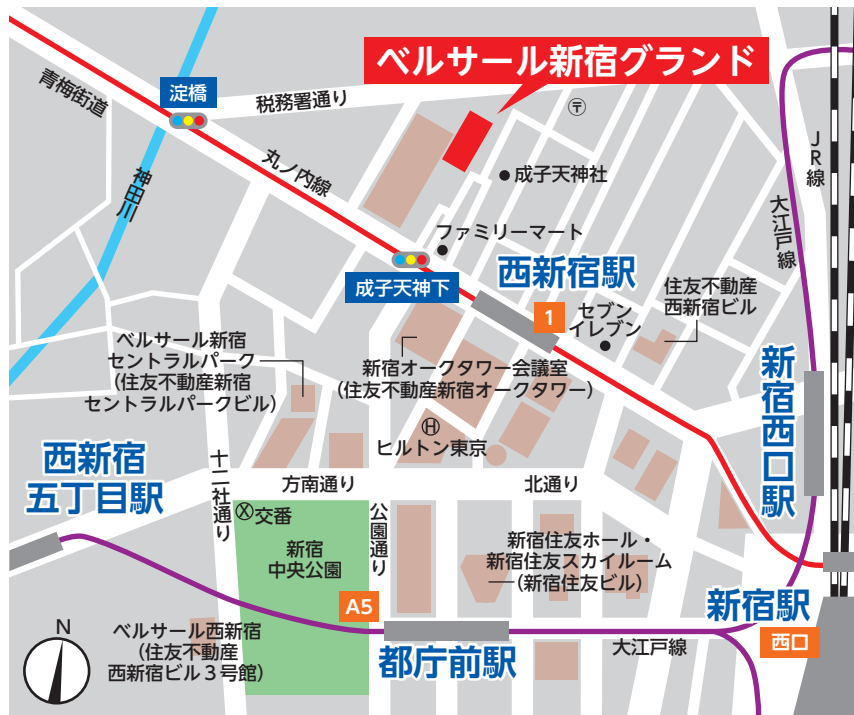 ベルサール新宿グランド
淀橋
青梅街道
税務署通り
〒
JR線
神田川
丸ノ内線
成子天神社
大江戸線
ファミリーマート
西新宿駅
成子天神下
住友不動産
西新宿ビル
1
セブン
イレブン
ベルサール新宿
セントラルパーク
(住友不動産新宿
セントラルパークビル)
新宿オークタワー会議室
(住友不動産新宿オークタワー)
新宿西口駅
H
ヒルトン東京
西新宿
五丁目駅
十二社通り
方南通り
北通り
X
交番
公園通り
新宿
中央公園
新宿住友ホール・
新宿住友スカイルーム
(新宿住友ビル)
A5
新宿駅
西口
N
ベルサール西新宿
(住友不動産
西新宿ビル3号館)
都庁前駅
大江戸線